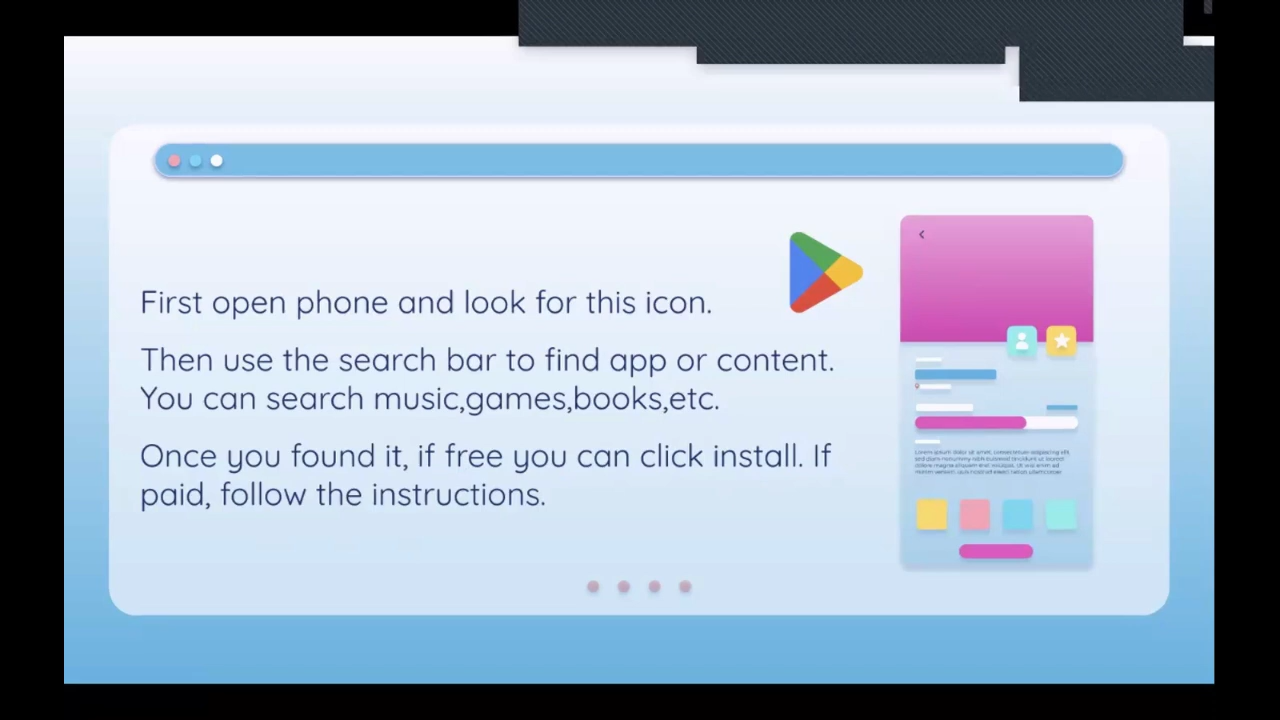 First open phone and look for this icon.
Then use the search bar to find app or content.
You can search music,games,books,etc.
Once you found it, if free you can click install. If
paid, follow the instructions.